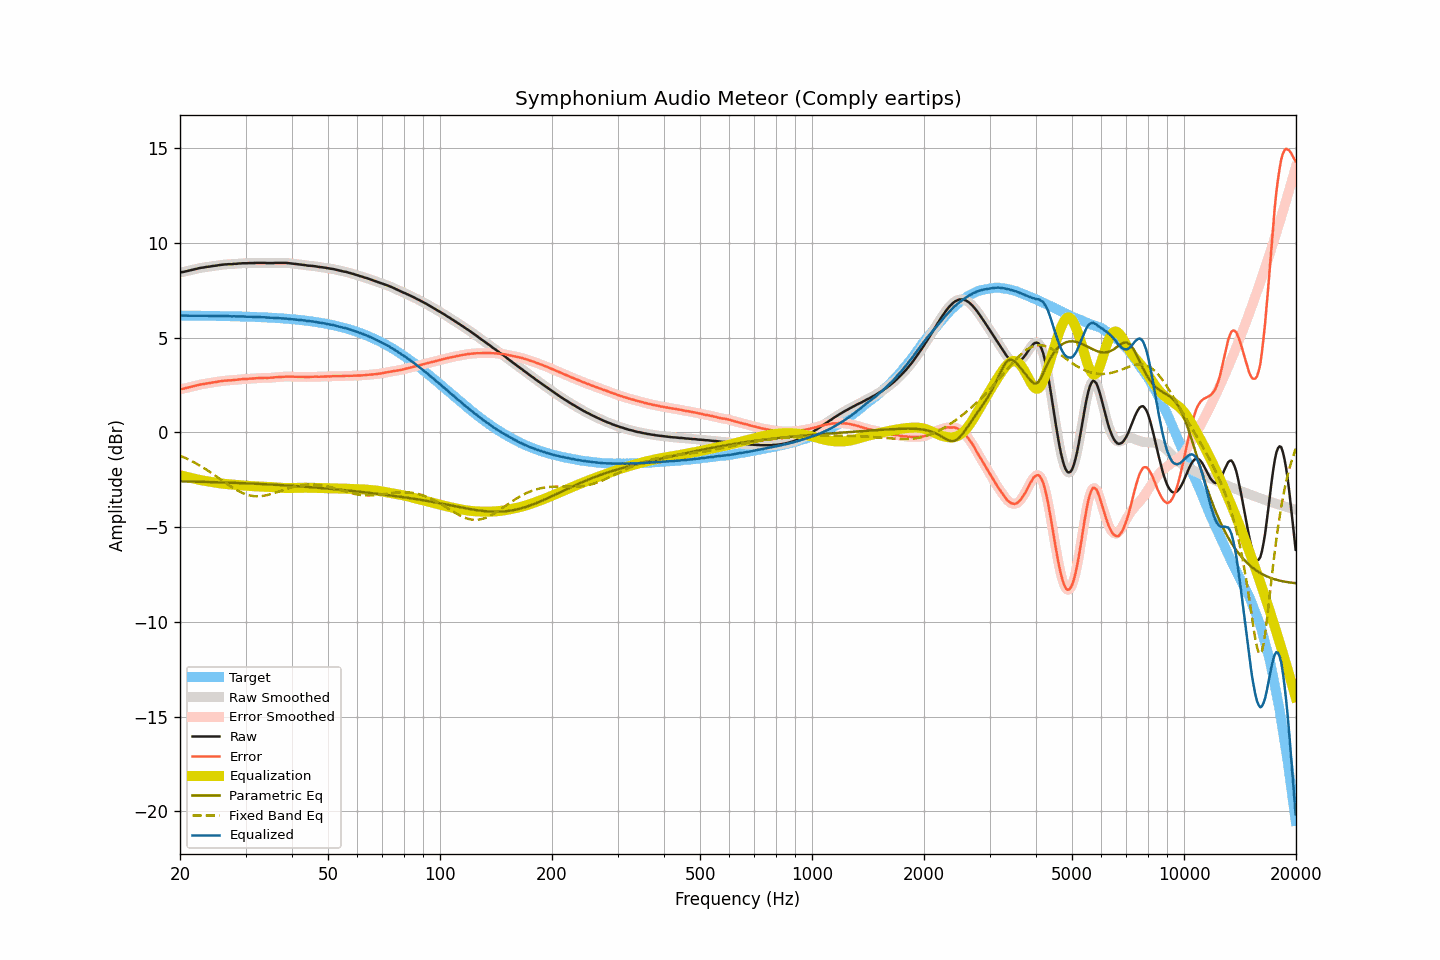 Symphonium Audio Meteor (Comply eartips)
Amplitude (dBr)
15
10
5
0
−5
−10
−15
−20
Target
Raw Smoothed
Error Smoothed
Raw
Error
Equalization
Parametric Eq
Fixed Band Eq
Equalized
20 50 100 200 500 1000 2000 5000 10000 20000
Frequency (Hz)